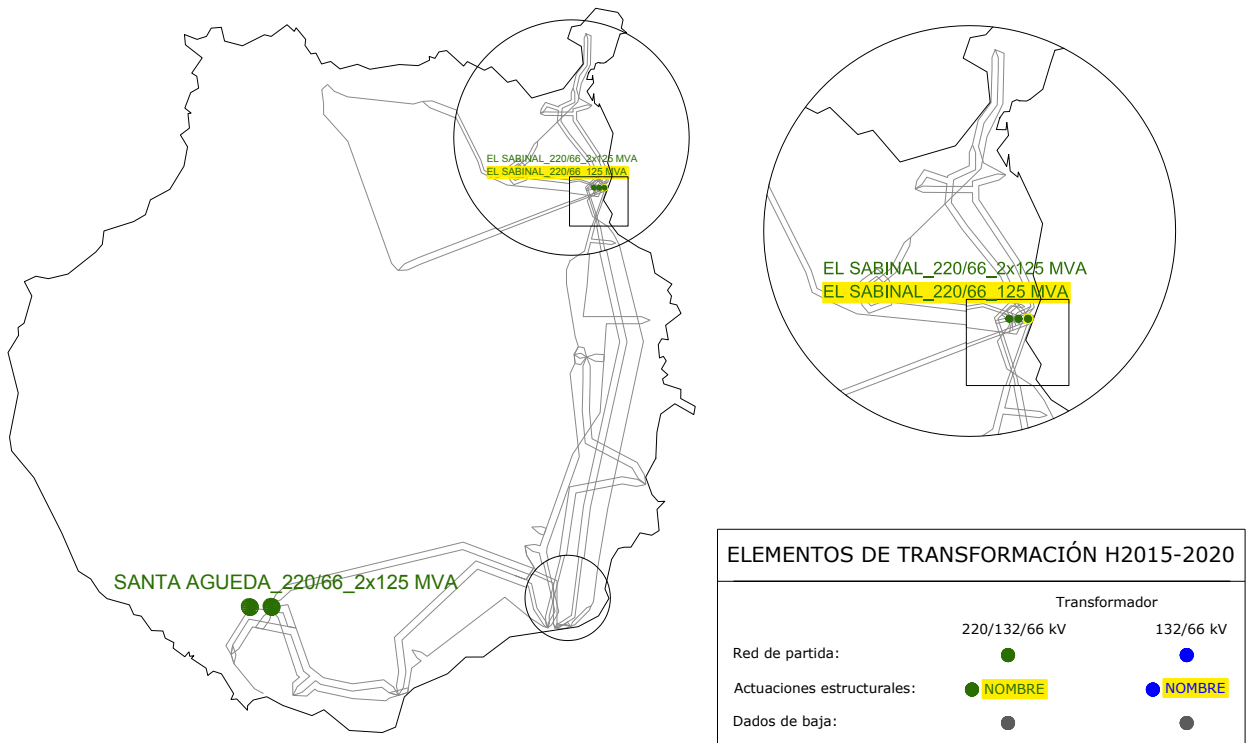 EL SABINAL_220/66_2x125 MVA
EL SABINAL_220/66_125 MVA
EL SABINAL_220/66_2x125 MVA
EL SABINAL_220/66_125 MVA
SANTA AGUEDA_220/66_2x125 MVA
ELEMENTOS DE TRANSFORMACIÓN H2015-2020
Transformador
220/132/66 kV 132/66 kV
Red de partida:
Actuaciones estructurales: NOMBRE NOMBRE
Dados de baja: